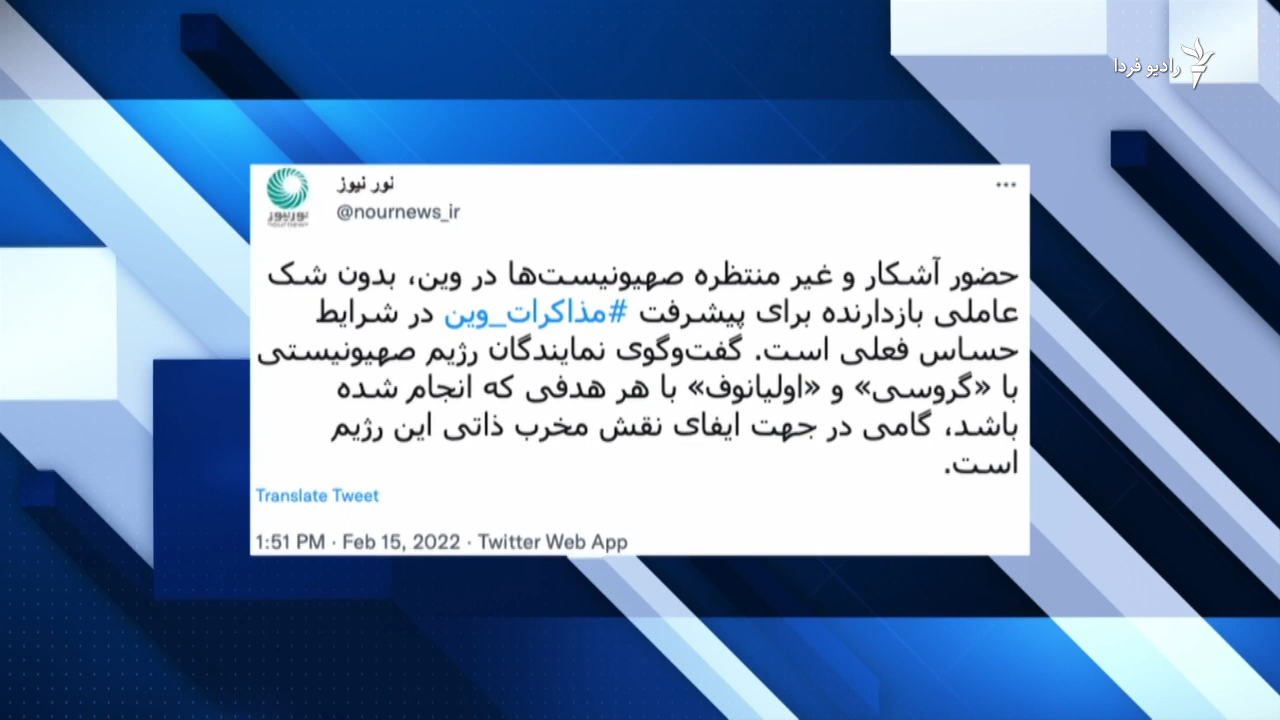 رادیو فردا
نور نیوز
@nournews_ir
نورنیوز
nournews
حضور آشکار و غیر منتظره صهیونیست‌ها در وین، بدون شک
عاملی بازدارنده برای پیشرفت #مذاکرات_وین در شرایط
حساس فعلی است. گفت‌وگوی نمایندگان رژیم صهیونیستی
با «گروسی» و «اولیانوف» با هر هدفی که انجام شده
باشد، گامی در جهت ایفای نقش مخرب ذاتی این رژیم
است.
Translate Tweet
1:51 PM · Feb 15, 2022 · Twitter Web App